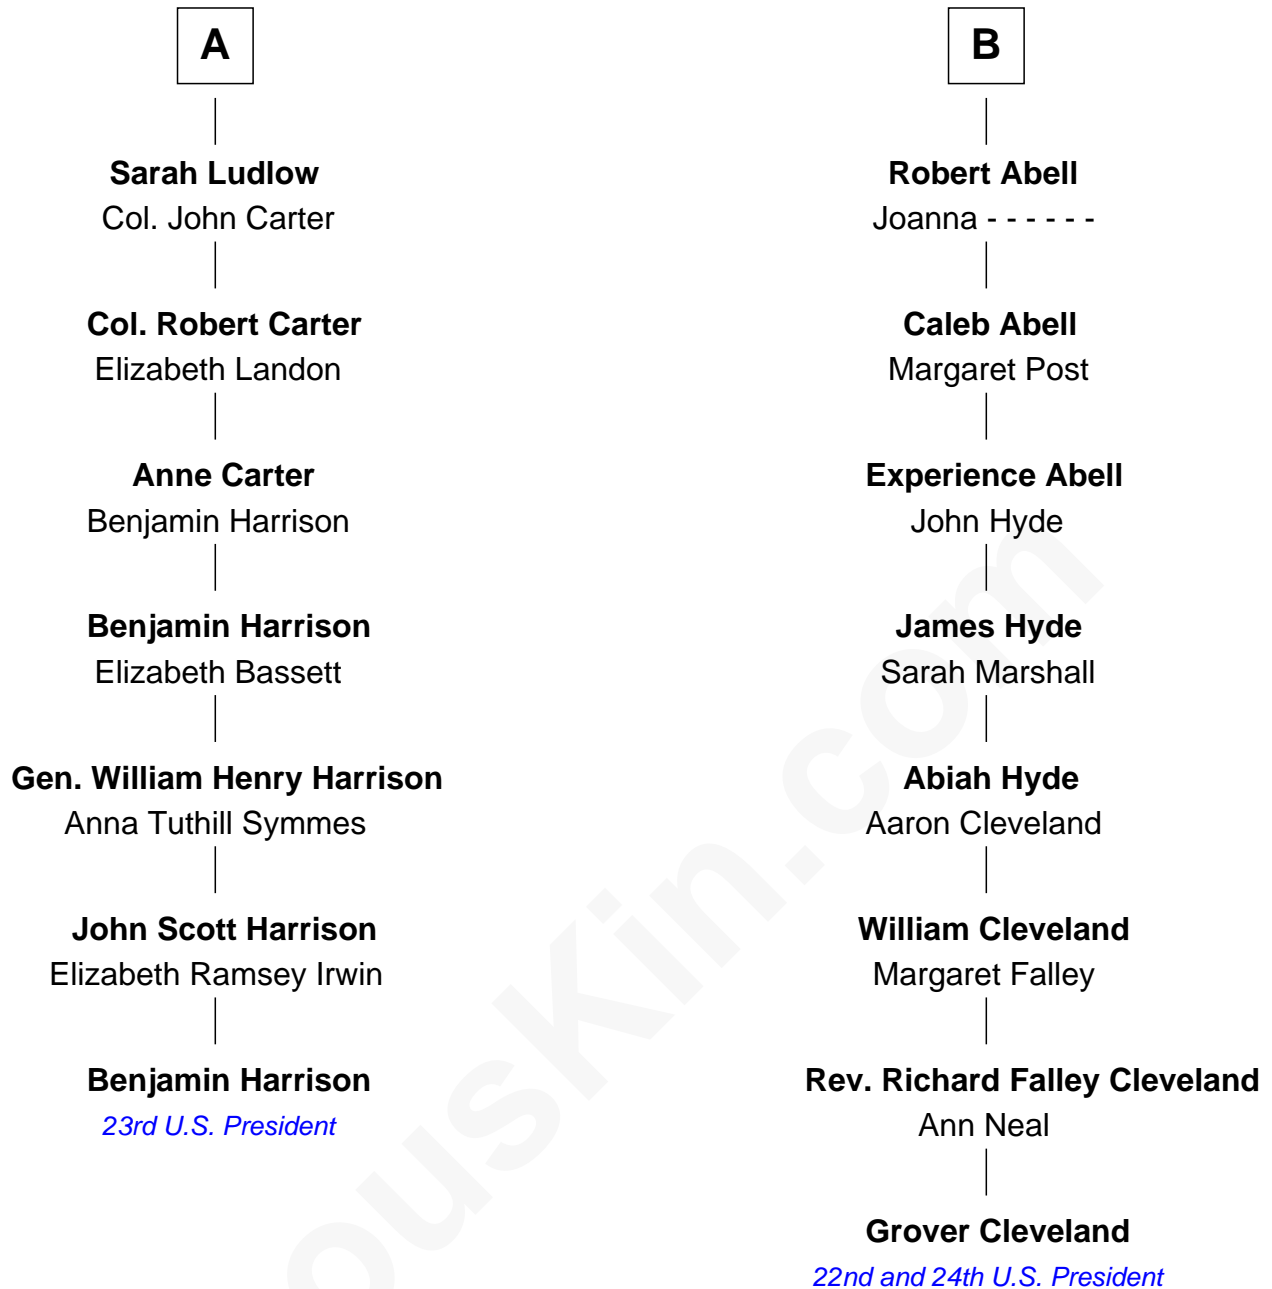 A
Sarah Ludlow
Col. John Carter
Col. Robert Carter
Elizabeth Landon
Anne Carter
Benjamin Harrison
Benjamin Harrison
Elizabeth Bassett
Gen. William Henry Harrison
Anna Tuthill Symmes
John Scott Harrison
Elizabeth Ramsey Irwin
Benjamin Harrison
23rd U.S. President
B
Robert Abell
Joanna - - - - - -
Caleb Abell
Margaret Post
Experience Abell
John Hyde
James Hyde
Sarah Marshall
Abiah Hyde
Aaron Cleveland
William Cleveland
Margaret Falley
Rev. Richard Falley Cleveland
Ann Neal
Grover Cleveland
22nd and 24th U.S. President
ousKin.com